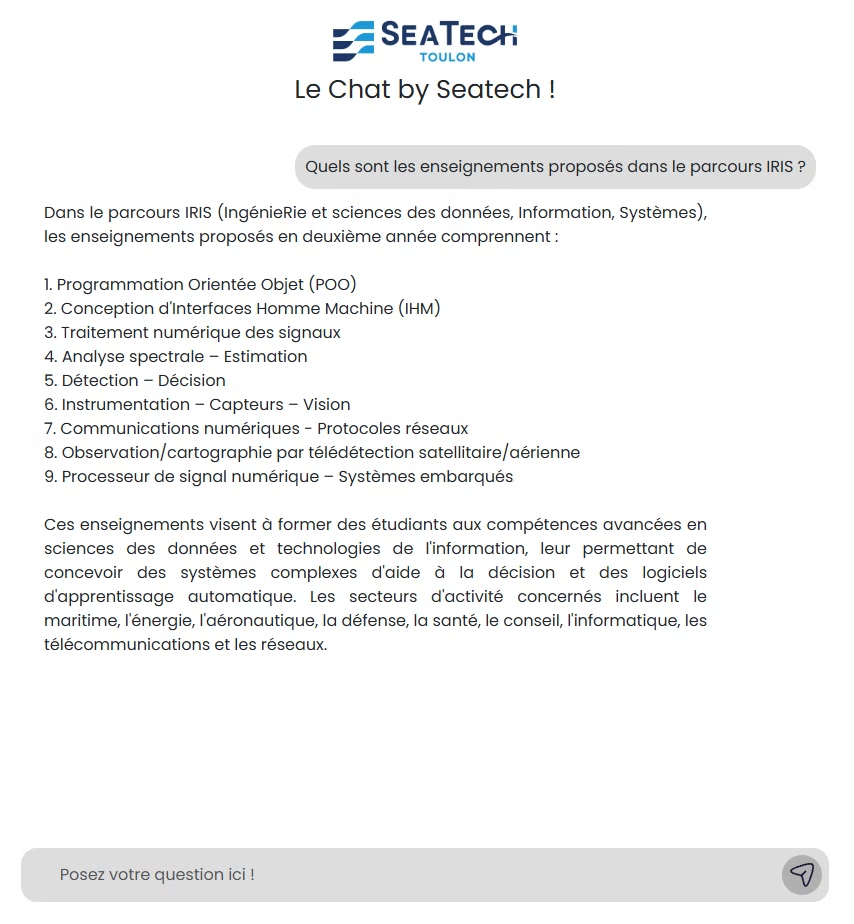 SEATECH
TOULON
Le Chat by Seatech !
Quels sont les enseignements proposés dans le parcours IRIS ?
Dans le parcours IRIS (IngénieRie et sciences des données, Information, Systèmes),
les enseignements proposés en deuxième année comprennent :
1. Programmation Orientée Objet (POO)
2. Conception d'Interfaces Homme Machine (IHM)
3. Traitement numérique des signaux
4. Analyse spectrale – Estimation
5. Détection – Décision
6. Instrumentation – Capteurs – Vision
7. Communications numériques - Protocoles réseaux
8. Observation/cartographie par télédétection satellitaire/aérienne
9. Processeur de signal numérique – Systèmes embarqués
Ces enseignements visent à former des étudiants aux compétences avancées en
sciences des données et technologies de l'information, leur permettant de
concevoir des systèmes complexes d'aide à la décision et des logiciels
d'apprentissage automatique. Les secteurs d'activité concernés incluent le
maritime, l'énergie, l'aéronautique, la défense, la santé, le conseil, l'informatique, les
télécommunications et les réseaux.
Posez votre question ici !